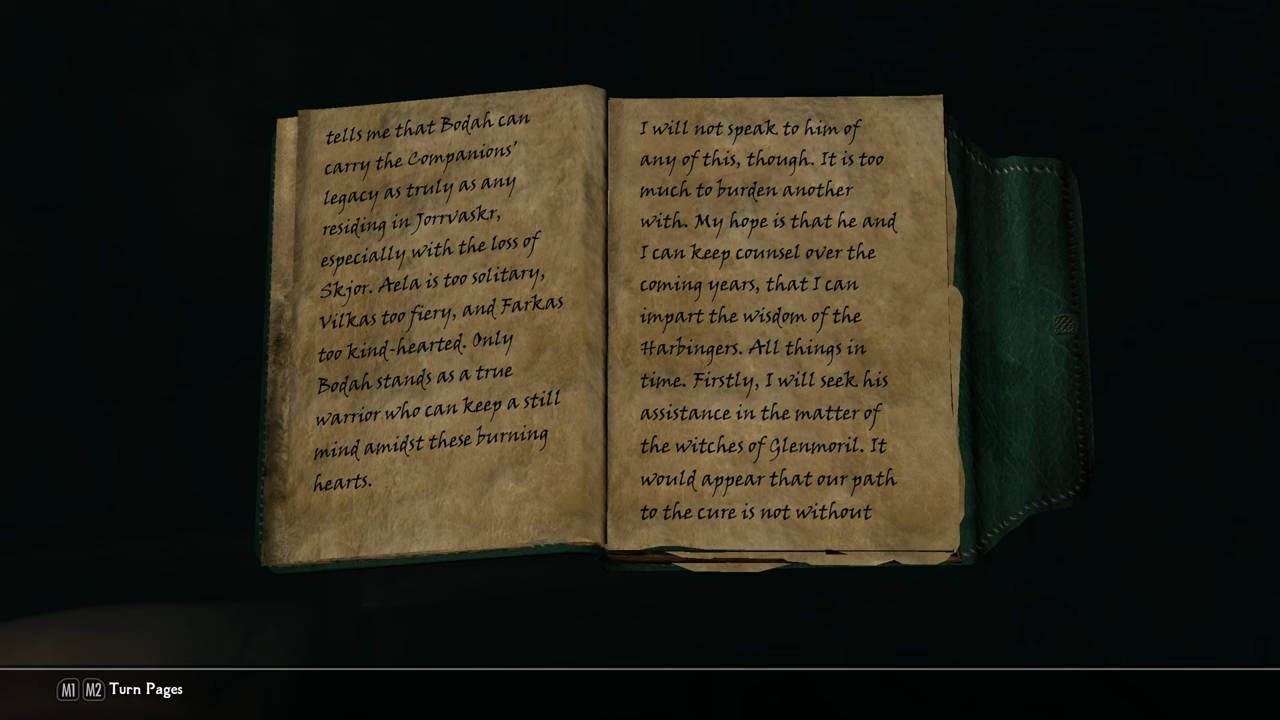 tells me that Bodah can
carry the Companions'
legacy as truly as any
residing in Jorrvaskr,
especially with the loss of
Skjor. Aela is too solitary,
Vilkas too fiery, and Farkas
too kind-hearted. Only
Bodah stands as a true
warrior who can keep a still
mind amidst these burning
hearts.
I will not speak to him of
any of this, though. It is too
much to burden another
with. My hope is that he and
I can keep counsel over the
coming years, that I can
impart the wisdom of the
Harbingers. All things in
time. Firstly, I will seek his
assistance in the matter of
the witches of Glenmoril. It
would appear that our path
to the cure is not without
M1 M2 Turn Pages